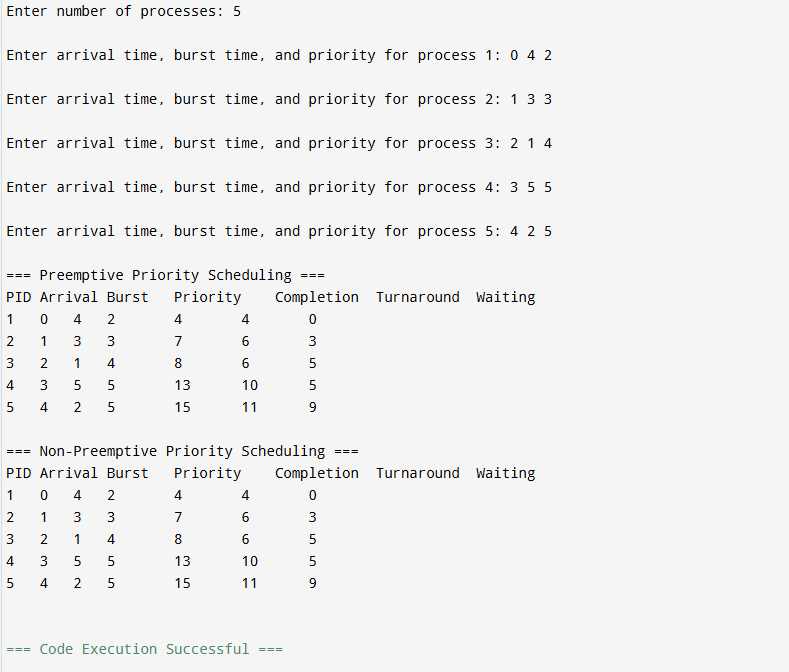 Enter number of processes: 5
Enter arrival time, burst time, and priority for process 1: 0 4 2
Enter arrival time, burst time, and priority for process 2: 1 3 3
Enter arrival time, burst time, and priority for process 3: 2 1 4
Enter arrival time, burst time, and priority for process 4: 3 5 5
Enter arrival time, burst time, and priority for process 5: 4 2 5
=== Preemptive Priority Scheduling ===
PID Arrival Burst   Priority    Completion  Turnaround  Waiting
1   0   4   2       4       4       0
2   1   3   3       7       6       3
3   2   1   4       8       6       5
4   3   5   5       13      10      5
5   4   2   5       15      11      9
=== Non-Preemptive Priority Scheduling ===
PID Arrival Burst   Priority    Completion  Turnaround  Waiting
1   0   4   2       4       4       0
2   1   3   3       7       6       3
3   2   1   4       8       6       5
4   3   5   5       13      10      5
5   4   2   5       15      11      9
=== Code Execution Successful ===